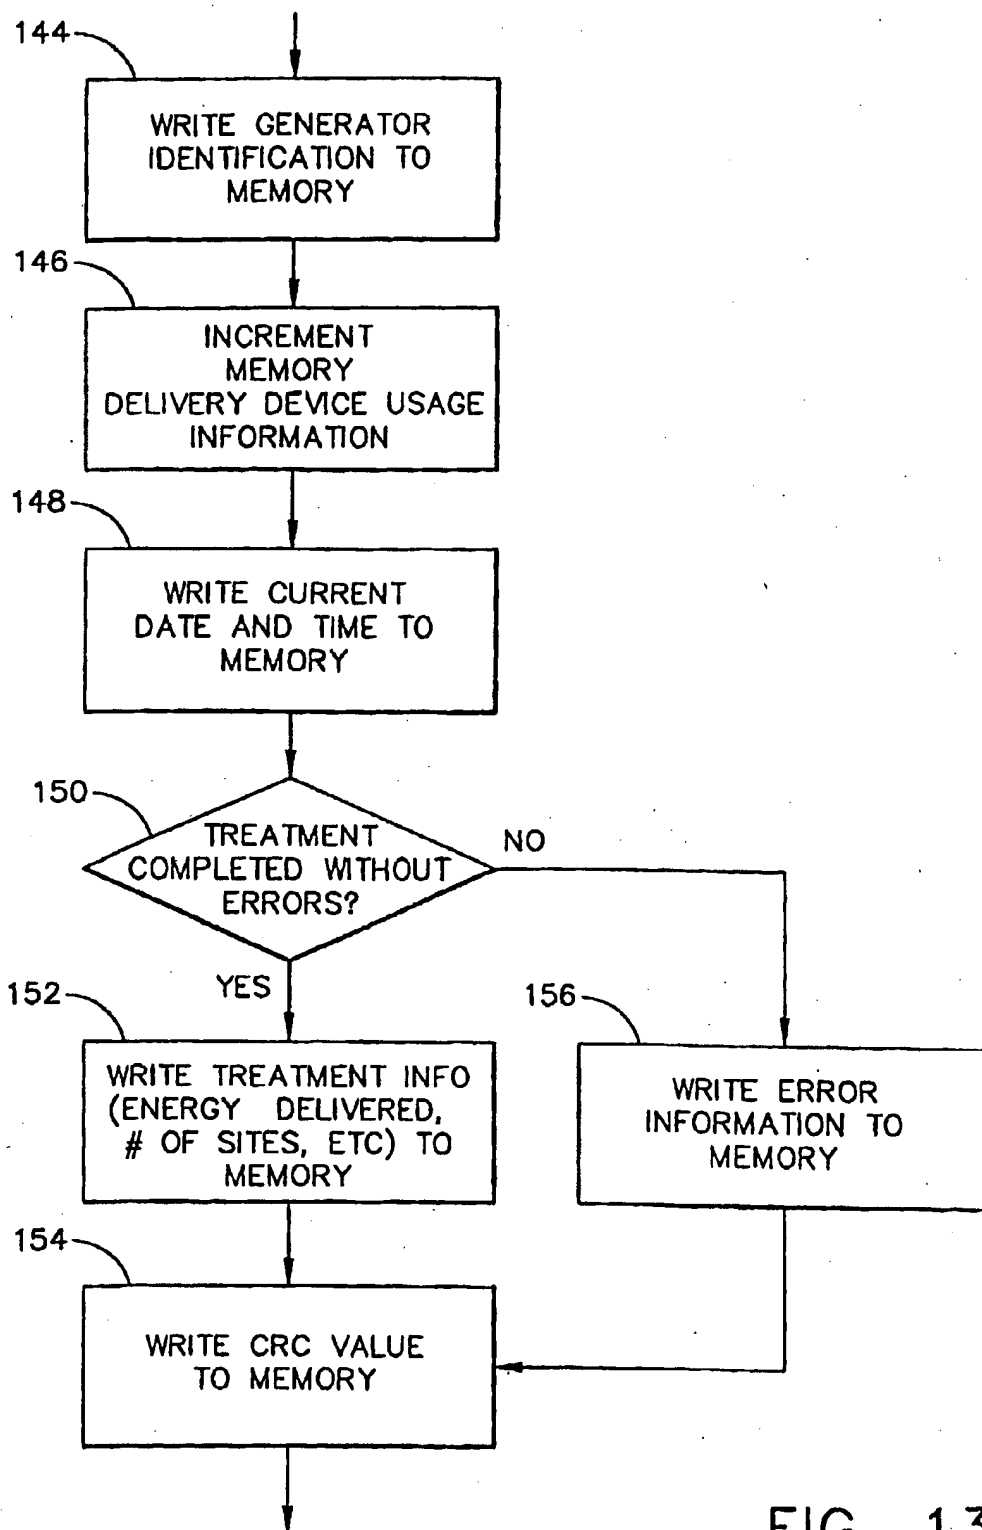 144
WRITE GENERATOR
IDENTIFICATION TO
MEMORY
146
INCREMENT
MEMORY
DELIVERY DEVICE USAGE
INFORMATION
148
WRITE CURRENT
DATE AND TIME TO
MEMORY
150
TREATMENT
COMPLETED WITHOUT
ERRORS?
NO
YES
152
WRITE TREATMENT INFO
(ENERGY DELIVERED,
# OF SITES, ETC) TO
MEMORY
156
WRITE ERROR
INFORMATION TO
MEMORY
154
WRITE CRC VALUE
TO MEMORY
FIG. 13